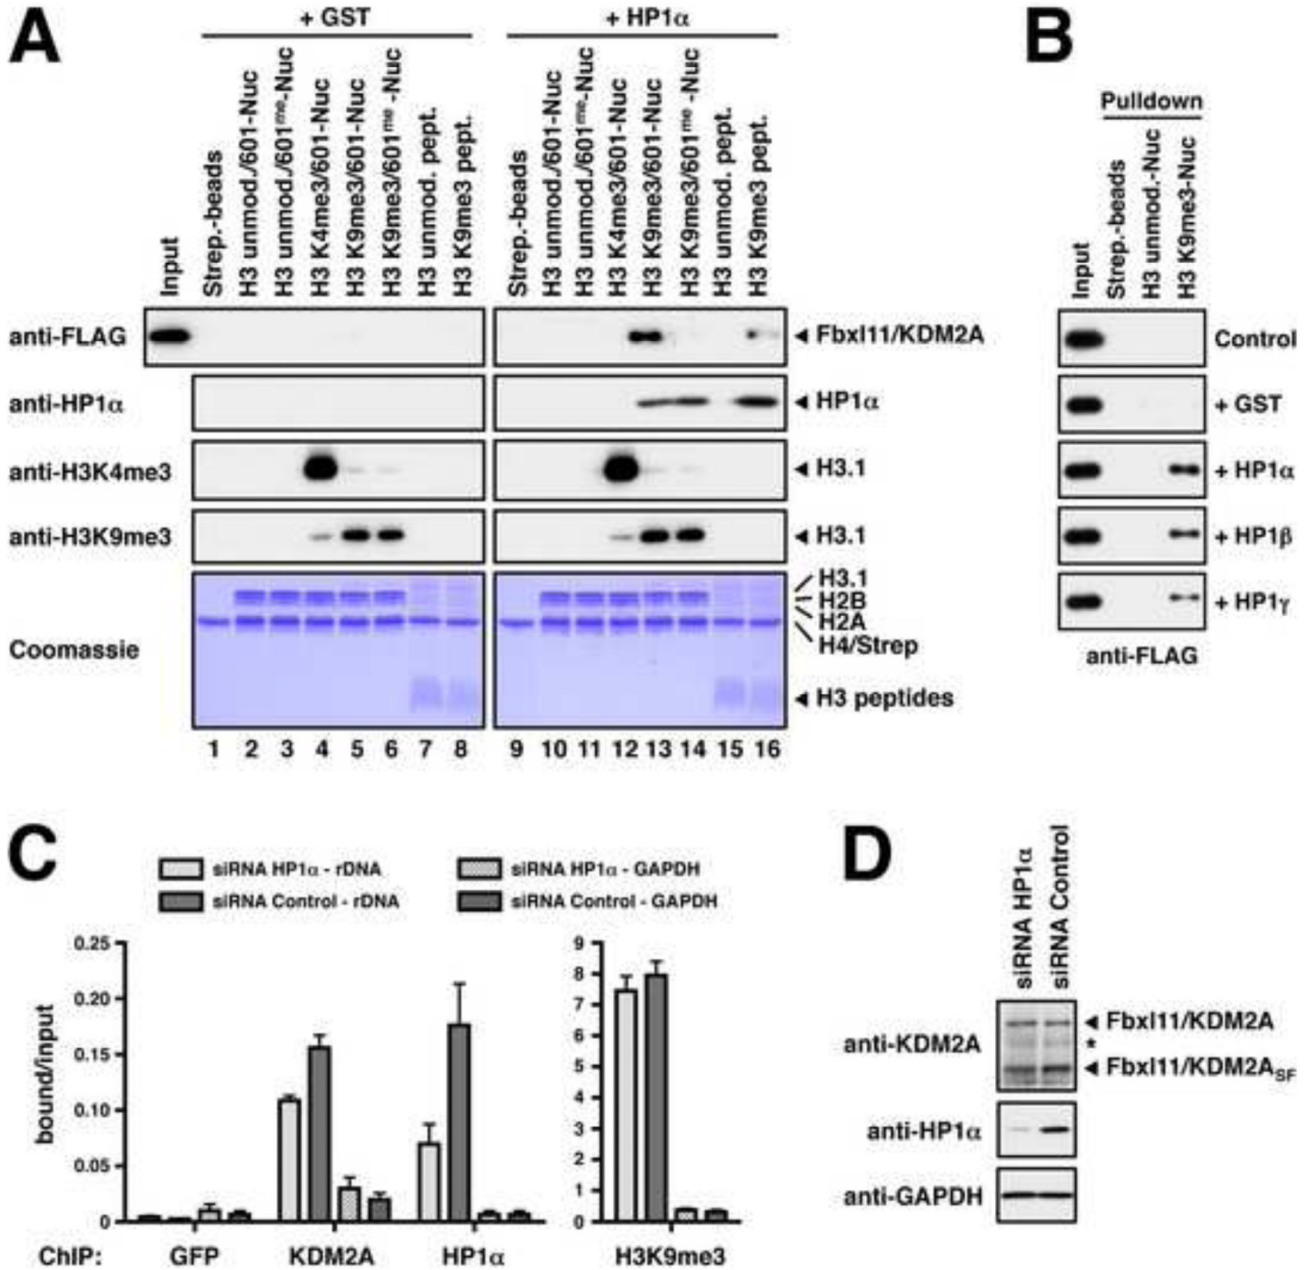 A
+ GST
+ HP1α
Input
Strep.-beads
H3 unmod./601-Nuc
H3 unmod./601me-Nuc
H3 K4me3/601-Nuc
H3 K9me3/601-Nuc
H3 K9me3/601me -Nuc
H3 unmod. pept.
H3 K9me3 pept.
Strep.-beads
H3 unmod./601-Nuc
H3 unmod./601me-Nuc
H3 K4me3/601-Nuc
H3 K9me3/601-Nuc
H3 K9me3/601me -Nuc
H3 unmod. pept.
H3 K9me3 pept.
anti-FLAG
Fbxl11/KDM2A
anti-HP1α
HP1α
anti-H3K4me3
H3.1
anti-H3K9me3
H3.1
Coomassie
H3.1
H2B
H2A
H4/Strep
H3 peptides
1 2 3 4 5 6 7 8 9 10 11 12 13 14 15 16
B
Pulldown
Input
Strep.-beads
H3 unmod.-Nuc
H3 K9me3-Nuc
Control
+ GST
+ HP1α
+ HP1β
+ HP1γ
anti-FLAG
C
siRNA HP1α - rDNA
siRNA Control - rDNA
siRNA HP1α - GAPDH
siRNA Control - GAPDH
bound/input
0.25
0.20
0.15
0.10
0.05
0
9
8
7
6
5
4
3
2
1
0
ChIP: GFP KDM2A HP1α H3K9me3
D
siRNA HP1α
siRNA Control
anti-KDM2A
Fbxl11/KDM2A
*
Fbxl11/KDM2ASF
anti-HP1α
anti-GAPDH